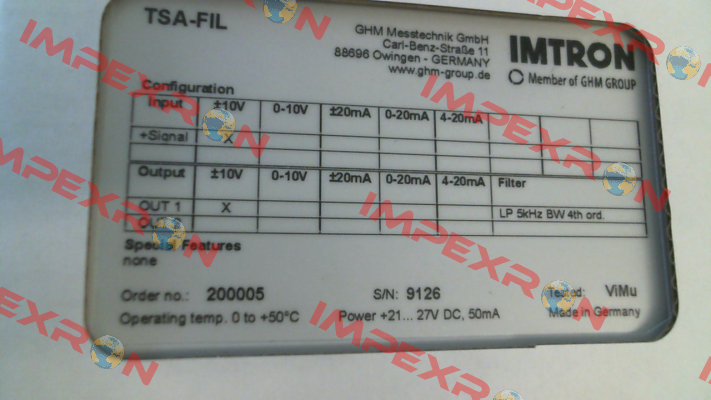 TSA-FIL
GHM Messtechnik GmbH
Carl-Benz-Straße 11
88696 Owingen - GERMANY
www.ghm-group.de
IMTRON
Member of GHM GROUP
Configuration
Input ±10V 0-10V ±20mA 0-20mA 4-20mA
+Signal X
Output ±10V 0-10V ±20mA 0-20mA 4-20mA Filter
OUT 1 X LP 5kHz BW 4th ord.
Special Features
none
Order no.: 200005 S/N: 9126 Tested: ViMu
Operating temp. 0 to +50°C Power +21... 27V DC, 50mA Made in Germany
IMPEXRON